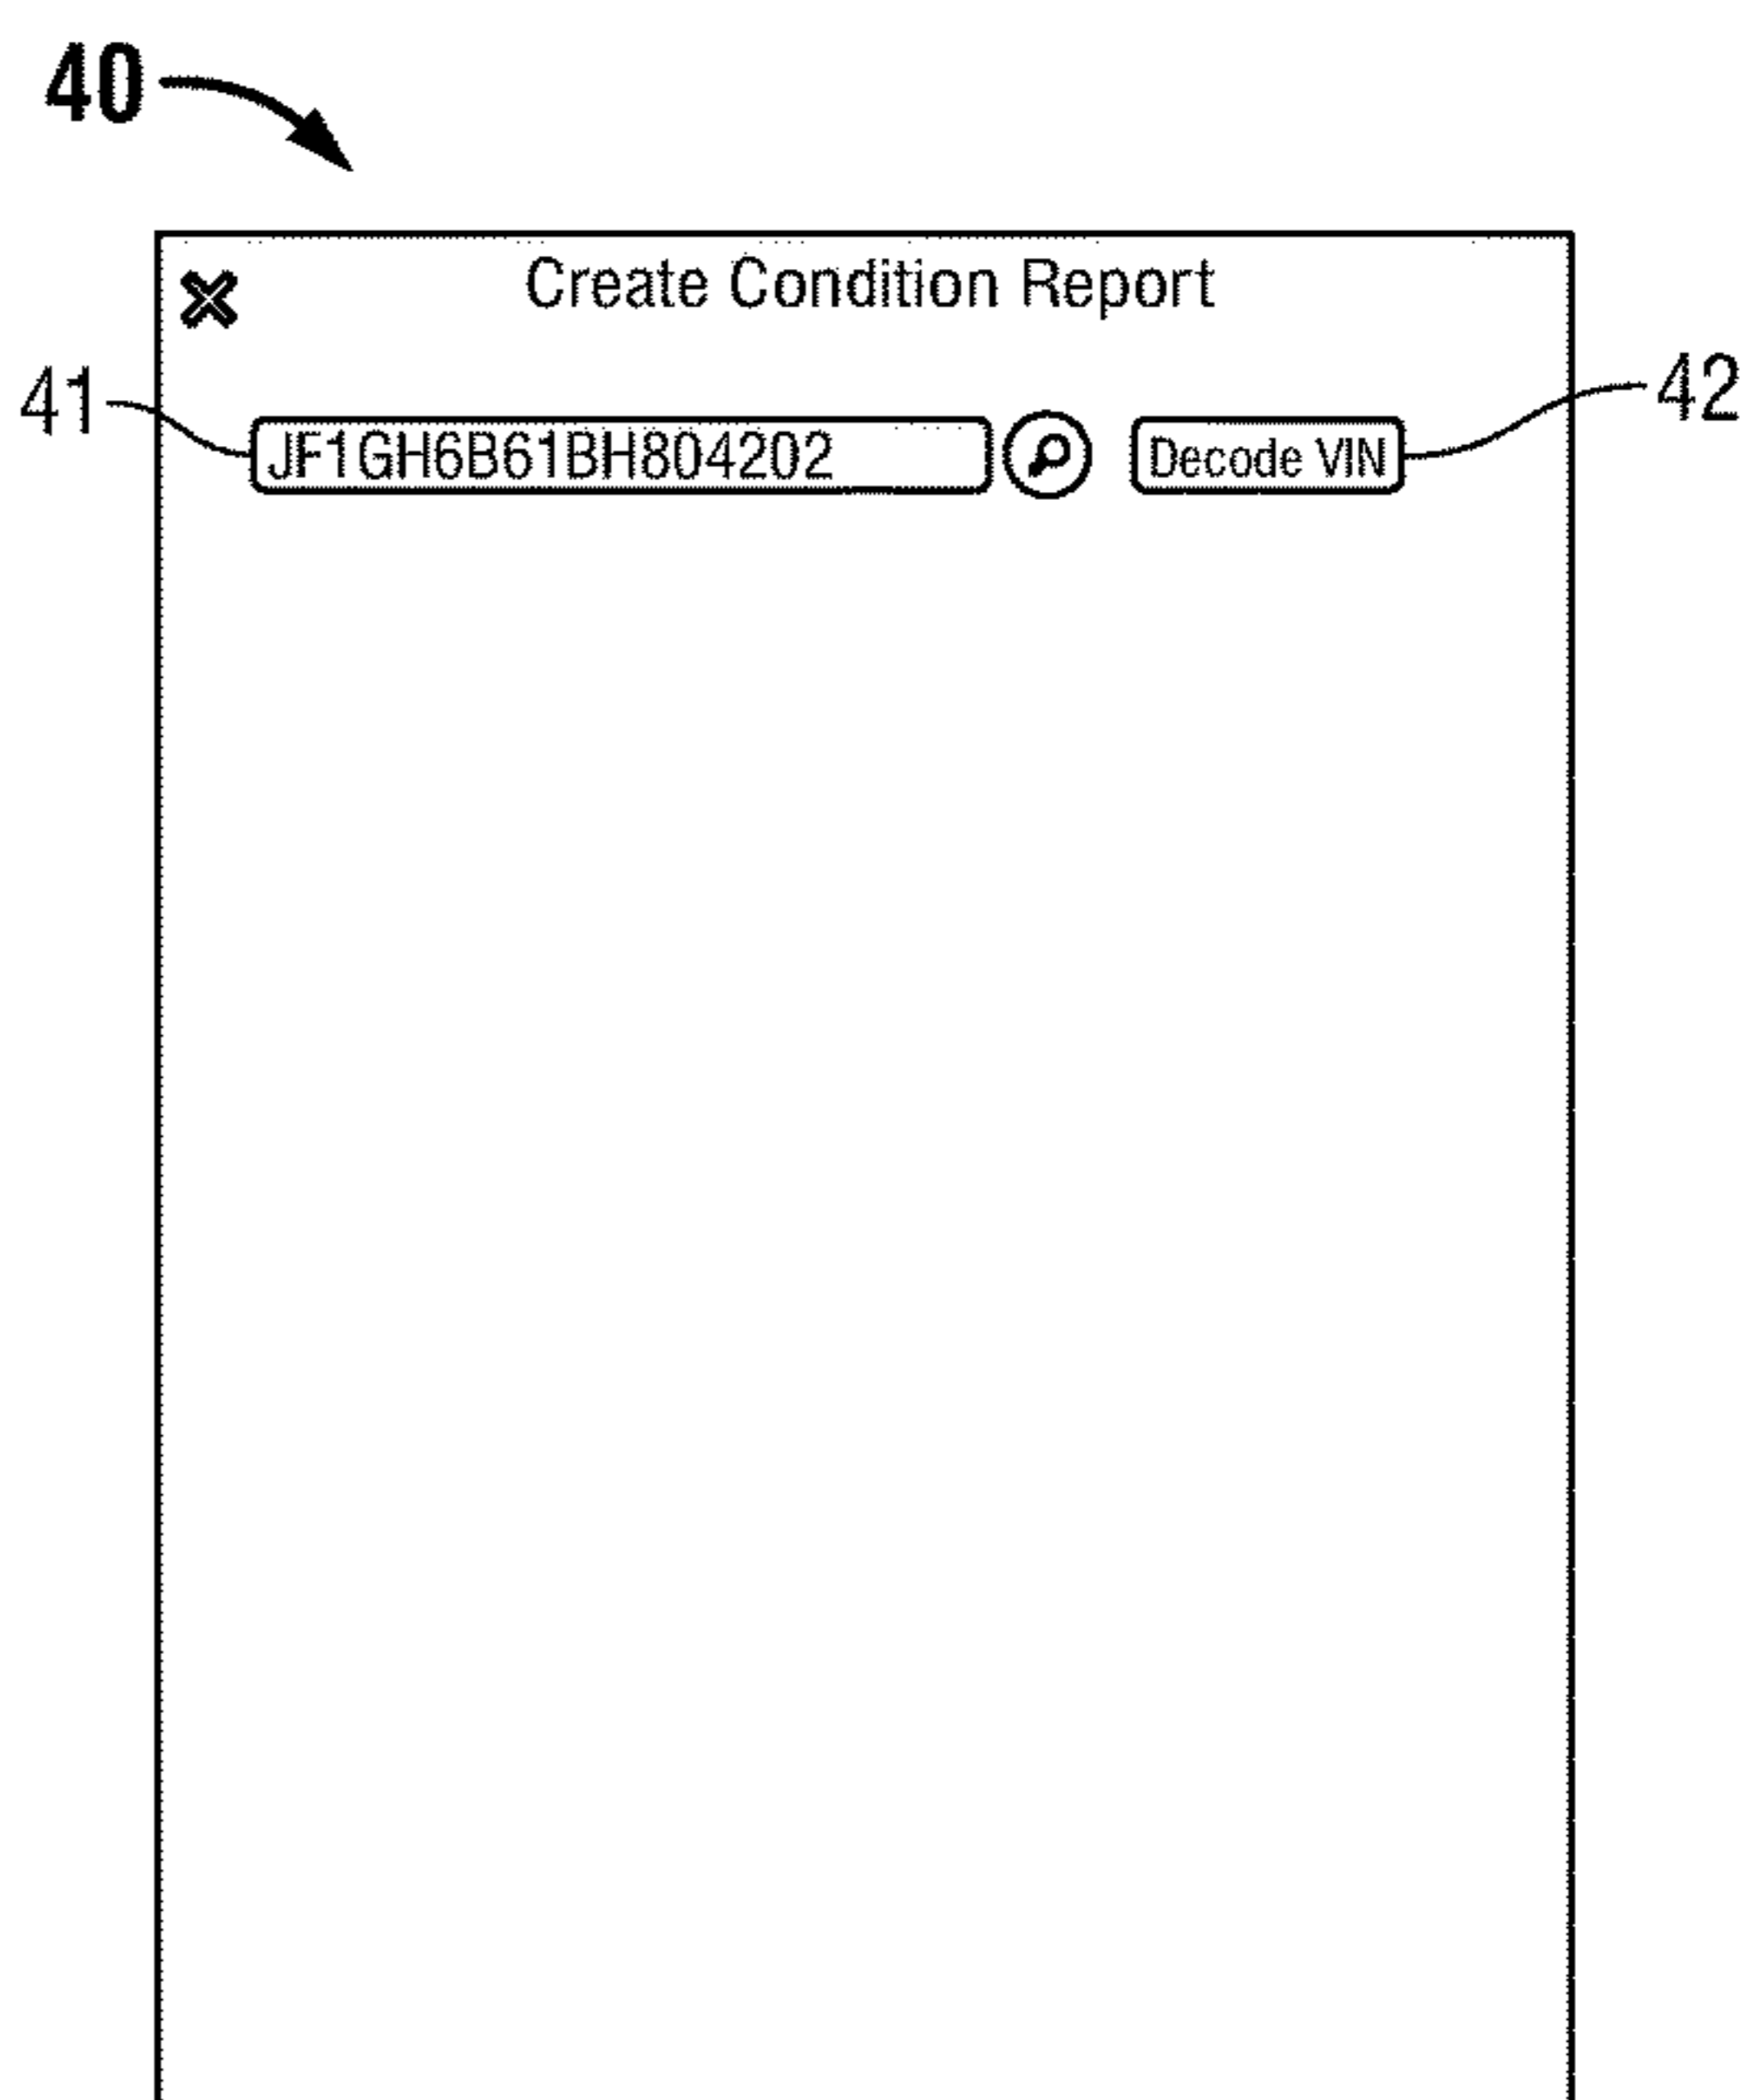 40
Create Condition Report
41
JF1GH6B61BH804202
Decode VIN
42